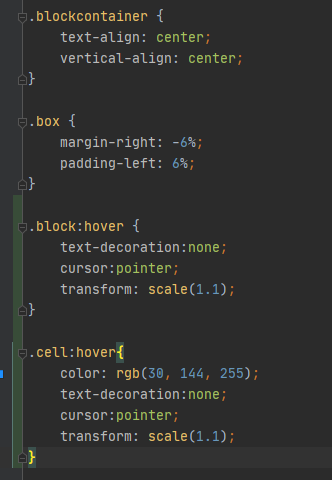 .blockcontainer {
    text-align: center;
    vertical-align: center;
}

.box {
    margin-right: -6%;
    padding-left: 6%;
}

.block:hover {
    text-decoration:none;
    cursor:pointer;
    transform: scale(1.1);
}

.cell:hover{
    color: rgb(30, 144, 255);
    text-decoration:none;
    cursor:pointer;
    transform: scale(1.1);
}